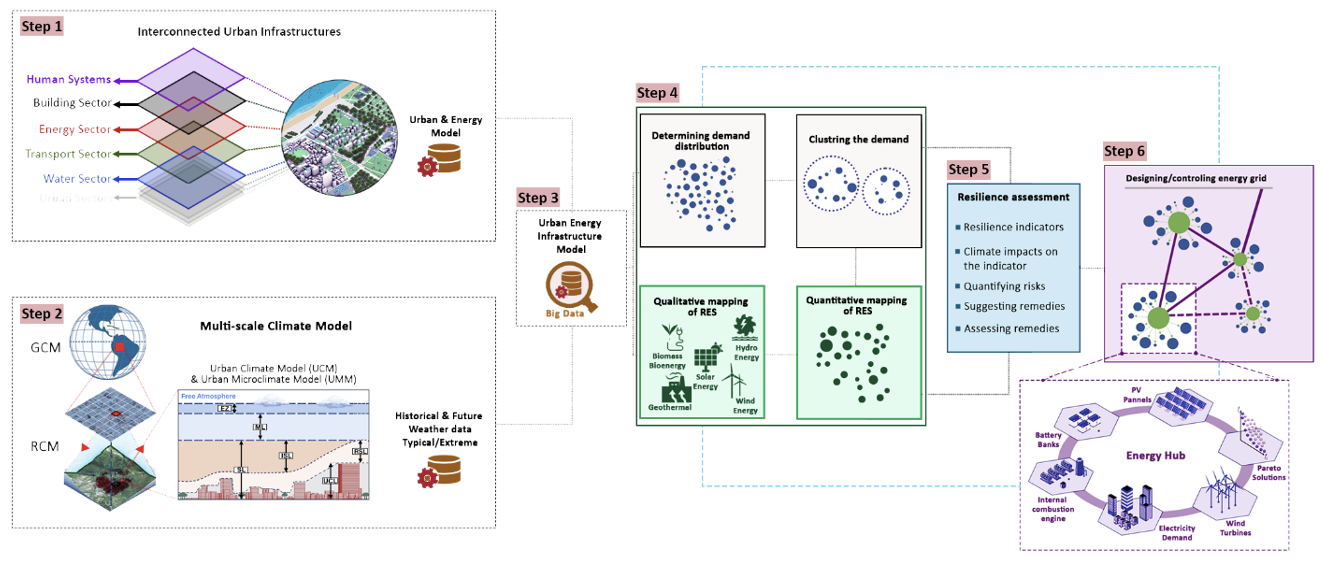 Step 1
Interconnected Urban Infrastructures
Human Systems
Building Sector
Energy Sector
Transport Sector
Water Sector
Urban Sectors
Urban & Energy
Model
Step 2
Multi-scale Climate Model
GCM
RCM
Urban Climate Model (UCM)
& Urban Microclimate Model (UMM)
Free Atmosphere
EZ
ML
SL
ISL
RSL
UCL
Historical & Future
Weather data
Typical/Extreme
Step 3
Urban Energy
Infrastructure
Model
Big Data
Step 4
Determining demand
distribution
Clustring the demand
Qualitative mapping
of RES
Biomass
Bioenergy
Hydro
Energy
Solar
Energy
Geothermal
Wind
Energy
Quantitative mapping
of RES
Step 5
Resilience assessment
Resilience indicators
Climate impacts on
the indicator
Quantifying risks
Suggesting remedies
Assessing remedies
Step 6
Designing/controling energy grid
Energy Hub
PV
Pannels
Battery
Banks
Pareto
Solutions
Internal
combustion
engine
Electricity
Demand
Wind
Turbines